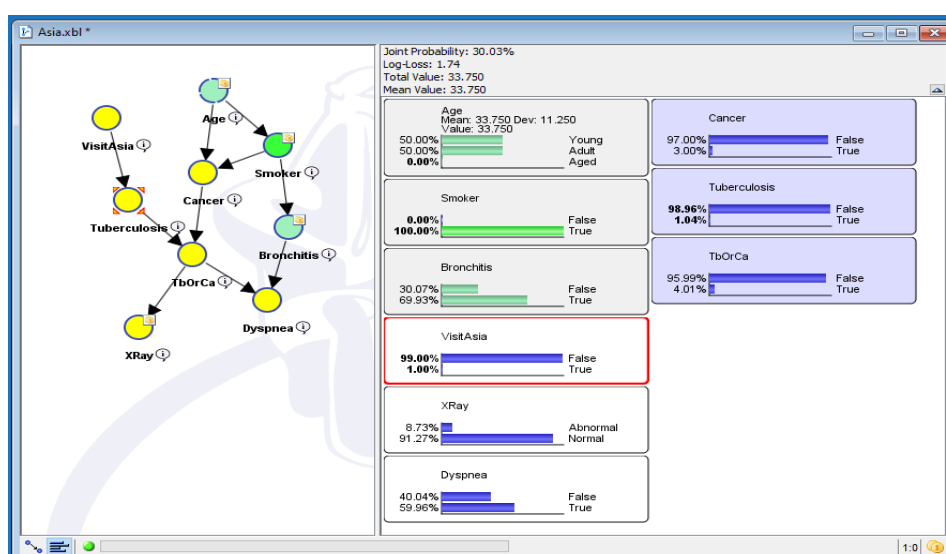 Asia.xbl *
VisitAsia
Age
Smoker
Cancer
Tuberculosis
Bronchitis
TbOrCa
Dyspnea
XRay
Joint Probability: 30.03%
Log-Loss: 1.74
Total Value: 33.750
Mean Value: 33.750
Age
Mean: 33.750 Dev: 11.250
Value: 33.750
50.00% Young
50.00% Adult
0.00% Aged
Smoker
0.00% False
100.00% True
Bronchitis
30.07% False
69.93% True
VisitAsia
99.00% False
1.00% True
XRay
8.73% Abnormal
91.27% Normal
Dyspnea
40.04% False
59.96% True
Cancer
97.00% False
3.00% True
Tuberculosis
98.96% False
1.04% True
TbOrCa
95.99% False
4.01% True
1:0